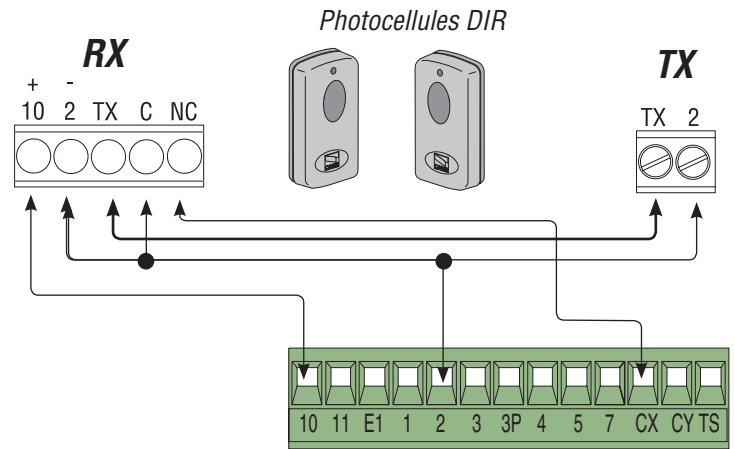 Photocellules DIR
RX
TX
+ -
10 2 TX C NC
TX 2
10 11 E1 1 2 3 3P 4 5 7 CX CY TS